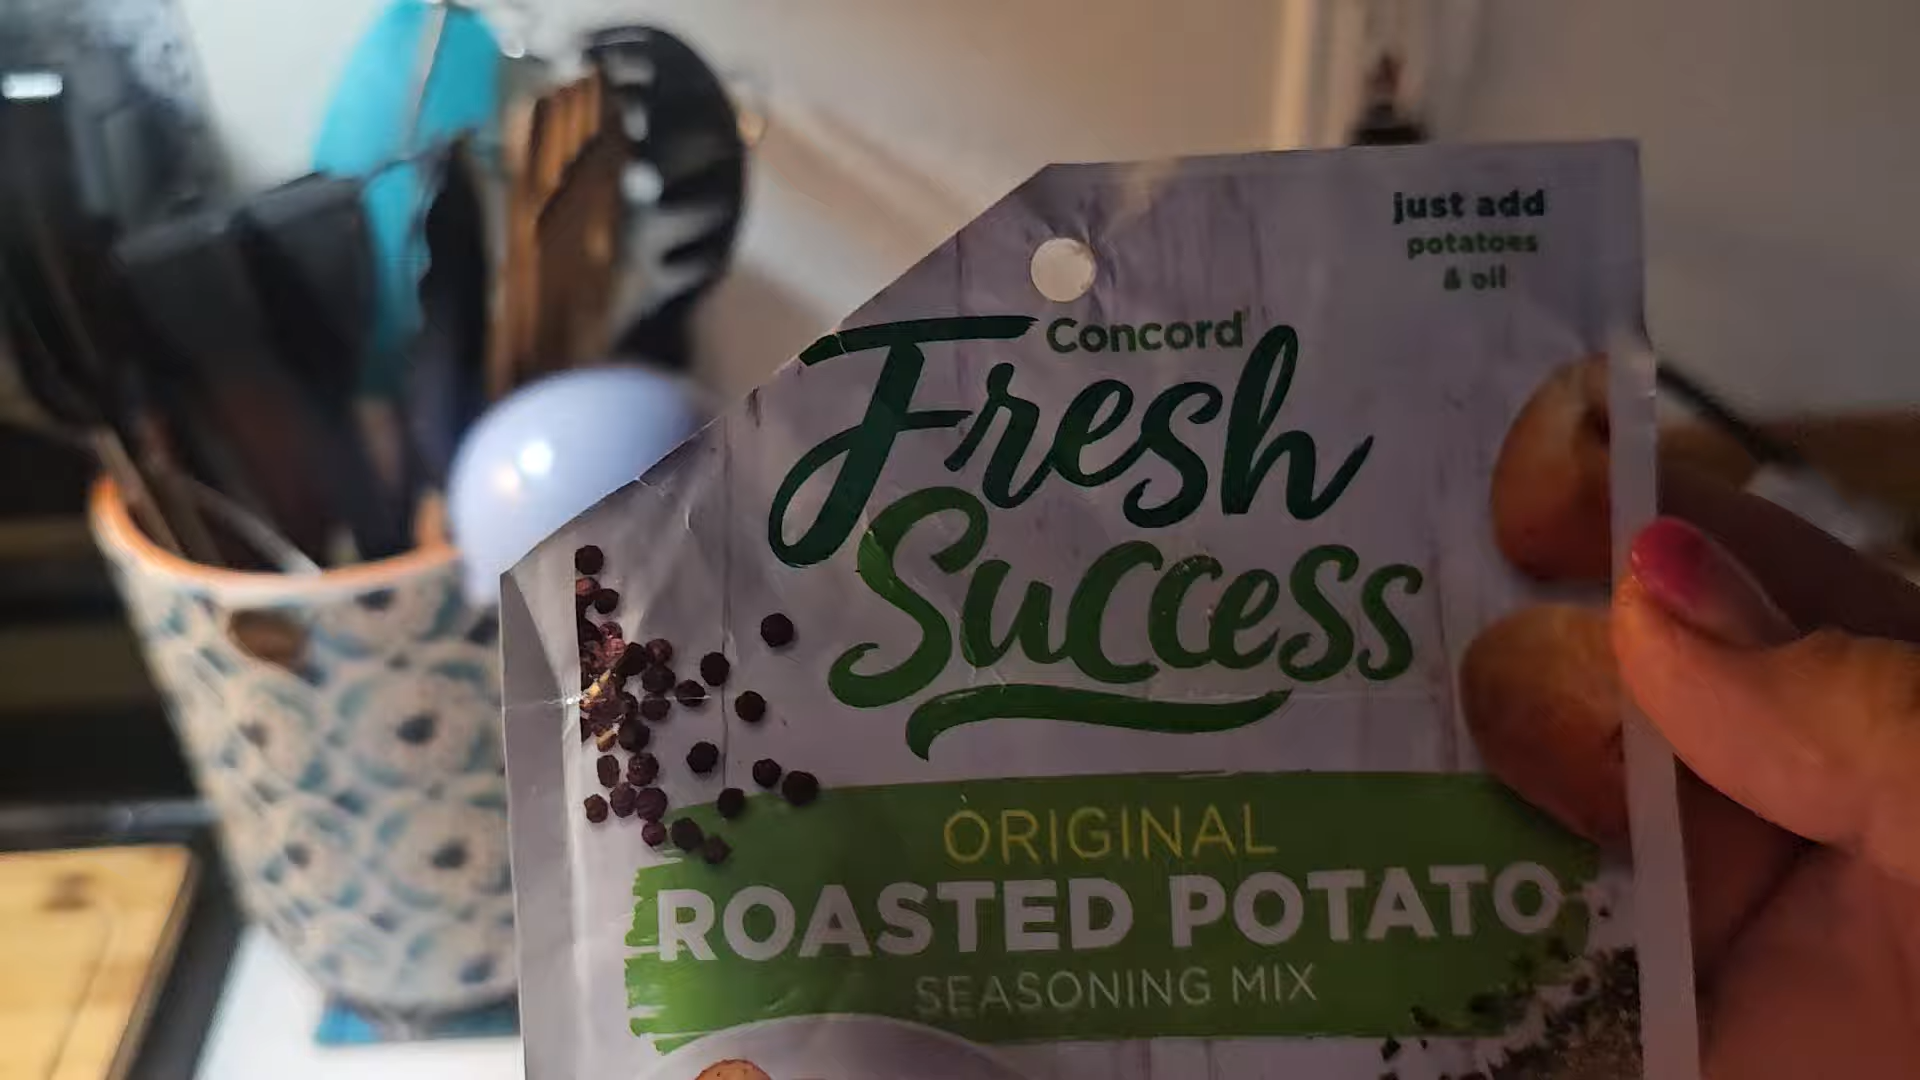 just add
potatoes
& oil
Concord
Fresh
Success
ORIGINAL
ROASTED POTATO
SEASONING MIX